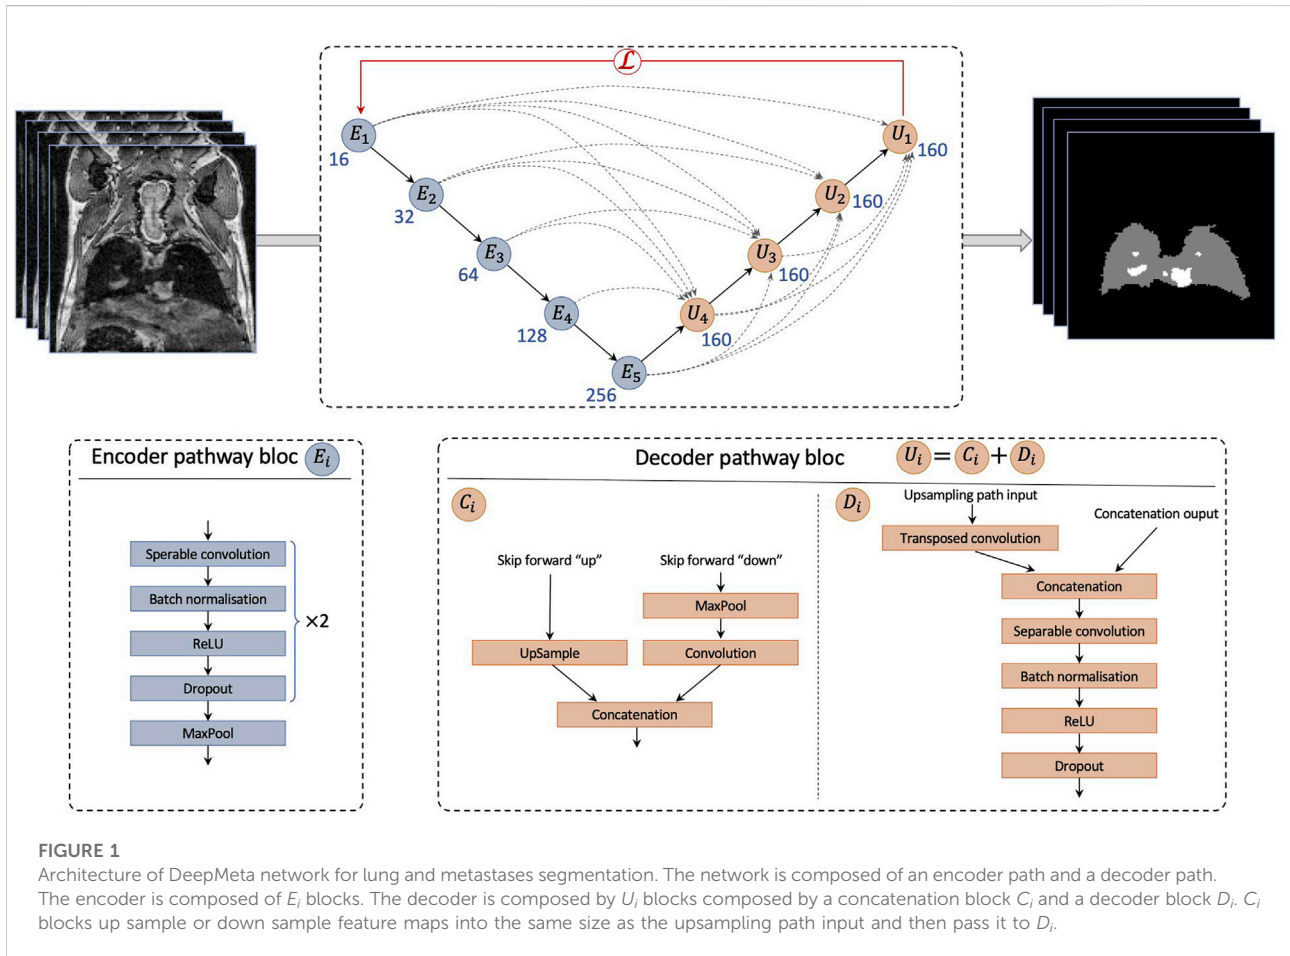 ℒ
E1
16
U1
160
E2
32
U2
160
E3
64
U3
160
E4
128
U4
160
E5
256
Encoder pathway bloc Ei
Sperable convolution
Batch normalisation
ReLU
Dropout
×2
MaxPool
Decoder pathway bloc Ui = Ci + Di
Ci
Skip forward “up”
Skip forward “down”
MaxPool
UpSample
Convolution
Concatenation
Di
Upsampling path input
Concatenation ouput
Transposed convolution
Concatenation
Separable convolution
Batch normalisation
ReLU
Dropout
FIGURE 1
Architecture of DeepMeta network for lung and metastases segmentation. The network is composed of an encoder path and a decoder path.
The encoder is composed of Ei blocks. The decoder is composed by Ui blocks composed by a concatenation block Ci and a decoder block Di. Ci
blocks up sample or down sample feature maps into the same size as the upsampling path input and then pass it to Di.